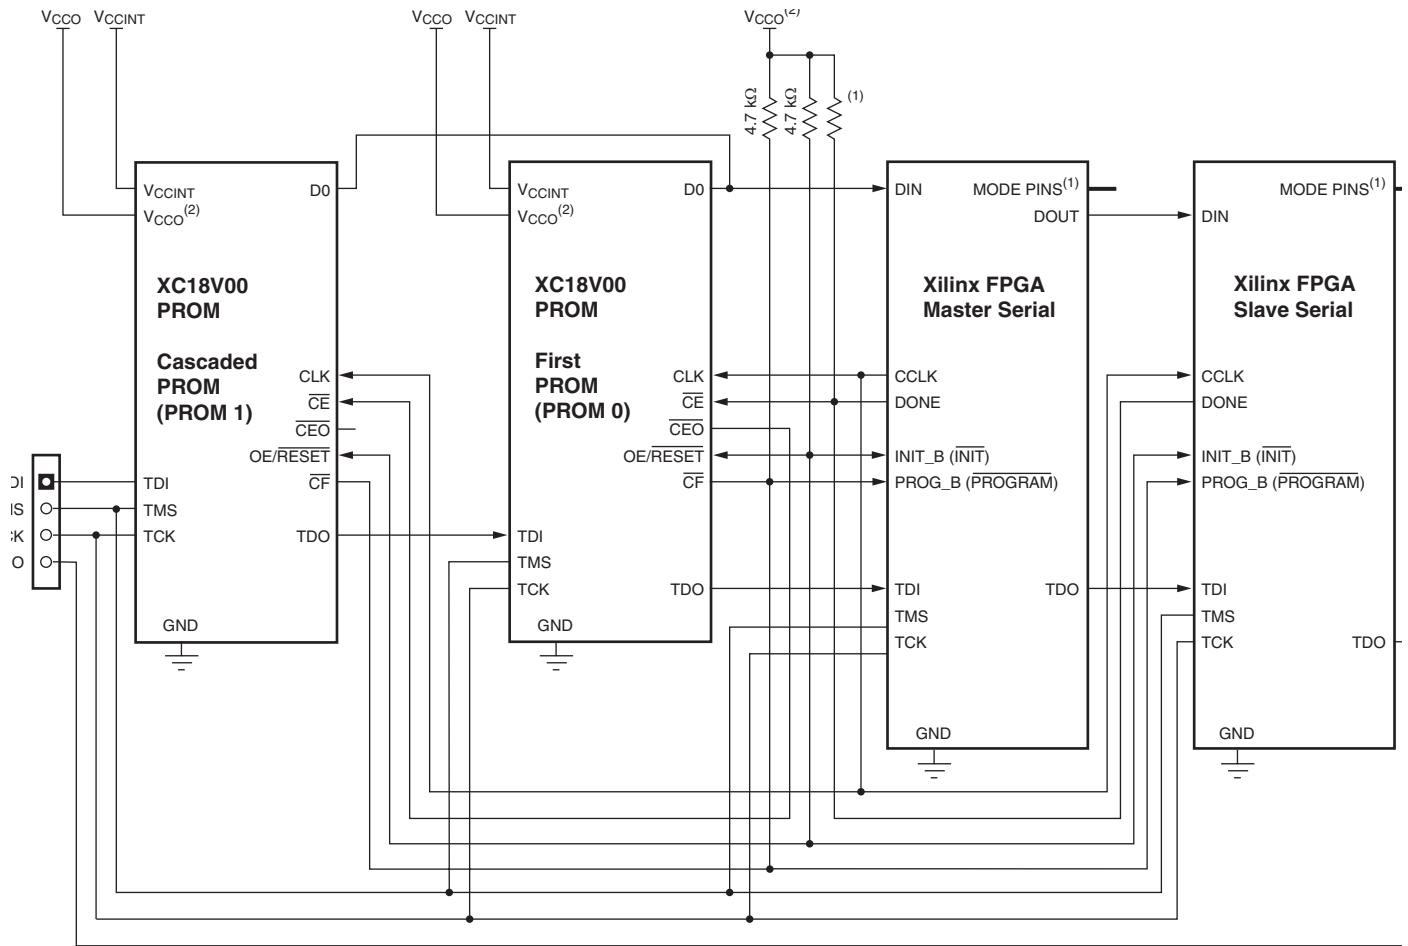 VCCO VCCINT
VCCO VCCINT
VCCO(2)
4.7 kΩ
4.7 kΩ
(1)
VCCINT
D0
VCCO(2)
XC18V00
PROM
Cascaded
PROM
(PROM 1)
CLK
CE
CEO
OE/RESET
CF
TDI
TMS
TCK
TDO
GND
VCCINT
D0
VCCO(2)
XC18V00
PROM
First
PROM
(PROM 0)
CLK
CE
CEO
OE/RESET
CF
TDI
TMS
TCK
TDO
GND
DIN
MODE PINS(1)
DOUT
Xilinx FPGA
Master Serial
CCLK
DONE
INIT_B (INIT)
PROG_B (PROGRAM)
TDI
TDO
TMS
TCK
GND
MODE PINS(1)
DIN
Xilinx FPGA
Slave Serial
CCLK
DONE
INIT_B (INIT)
PROG_B (PROGRAM)
TDI
TMS
TCK
TDO
GND